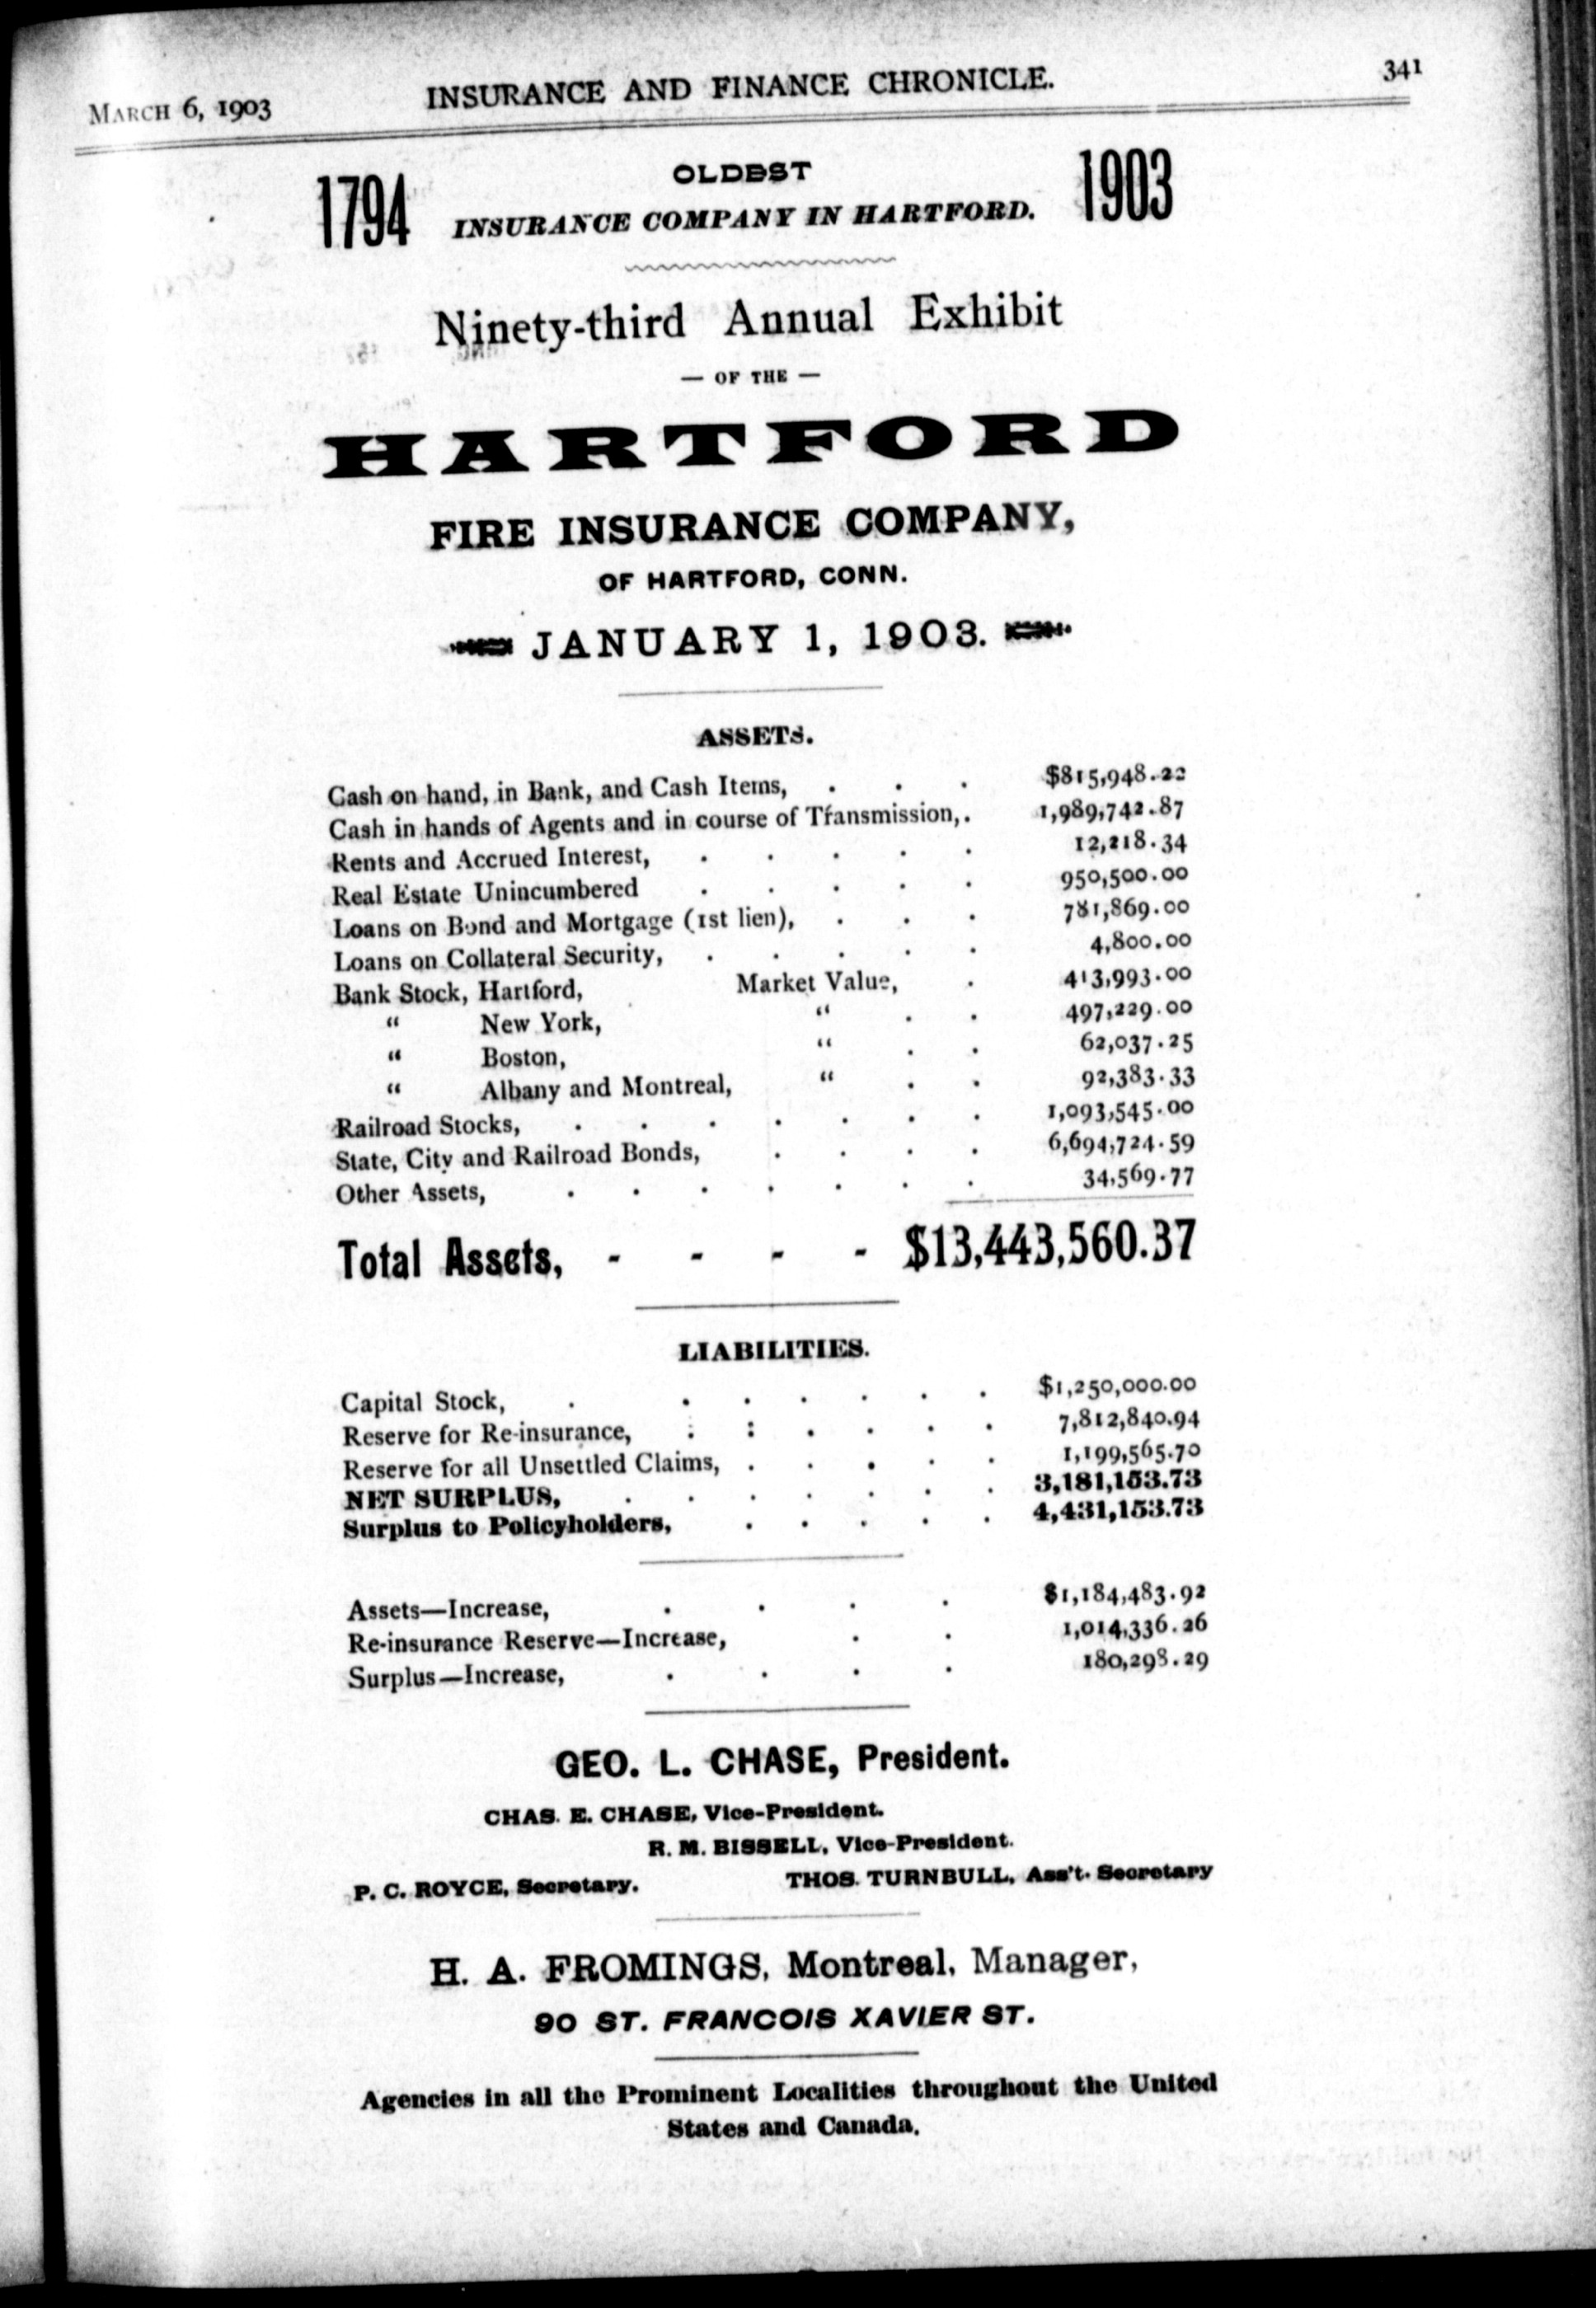 MARCH 6, 1903 INSURANCE AND FINANCE CHRONICLE. 341
1794 OLDEST 1903
INSURANCE COMPANY IN HARTFORD.
Ninety-third Annual Exhibit
— OF THE —
HARTFORD
FIRE INSURANCE COMPANY,
OF HARTFORD, CONN.
JANUARY 1, 1903.
ASSETS.
Cash on hand, in Bank, and Cash Items, . . . $815,948.22
Cash in hands of Agents and in course of Transmission,. 1,989,742.87
Rents and Accrued Interest, . . . . . 12,218.34
Real Estate Unincumbered . . . . . 950,500.00
Loans on Bond and Mortgage (1st lien), . . . 781,869.00
Loans on Collateral Security, . . . . . 4,800.00
Bank Stock, Hartford, Market Value, . 413,993.00
“ New York, “ . . 497,229.00
“ Boston, “ . . 62,037.25
“ Albany and Montreal, “ . . 92,383.33
Railroad Stocks, . . . . . . . 1,093,545.00
State, City and Railroad Bonds, . . . . 6,694,724.59
Other Assets, . . . . . . . 34,569.77
Total Assets, - - - - $13,443,560.37
LIABILITIES.
Capital Stock, . . . . . . . $1,250,000.00
Reserve for Re-insurance, : : . . . . 7,812,840.94
Reserve for all Unsettled Claims, . . . . . 1,199,565.70
NET SURPLUS, . . . . . . . 3,181,153.73
Surplus to Policyholders, . . . . . 4,431,153.73
Assets—Increase, . . . . $1,184,483.92
Re-insurance Reserve—Increase, . . 1,014,336.26
Surplus—Increase, . . . . 180,298.29
GEO. L. CHASE, President.
CHAS. E. CHASE, Vice-President.
R. M. BISSELL, Vice-President.
P. C. ROYCE, Secretary. THOS. TURNBULL, Ass't. Secretary
H. A. FROMINGS, Montreal, Manager,
90 ST. FRANCOIS XAVIER ST.
Agencies in all the Prominent Localities throughout the United
States and Canada.